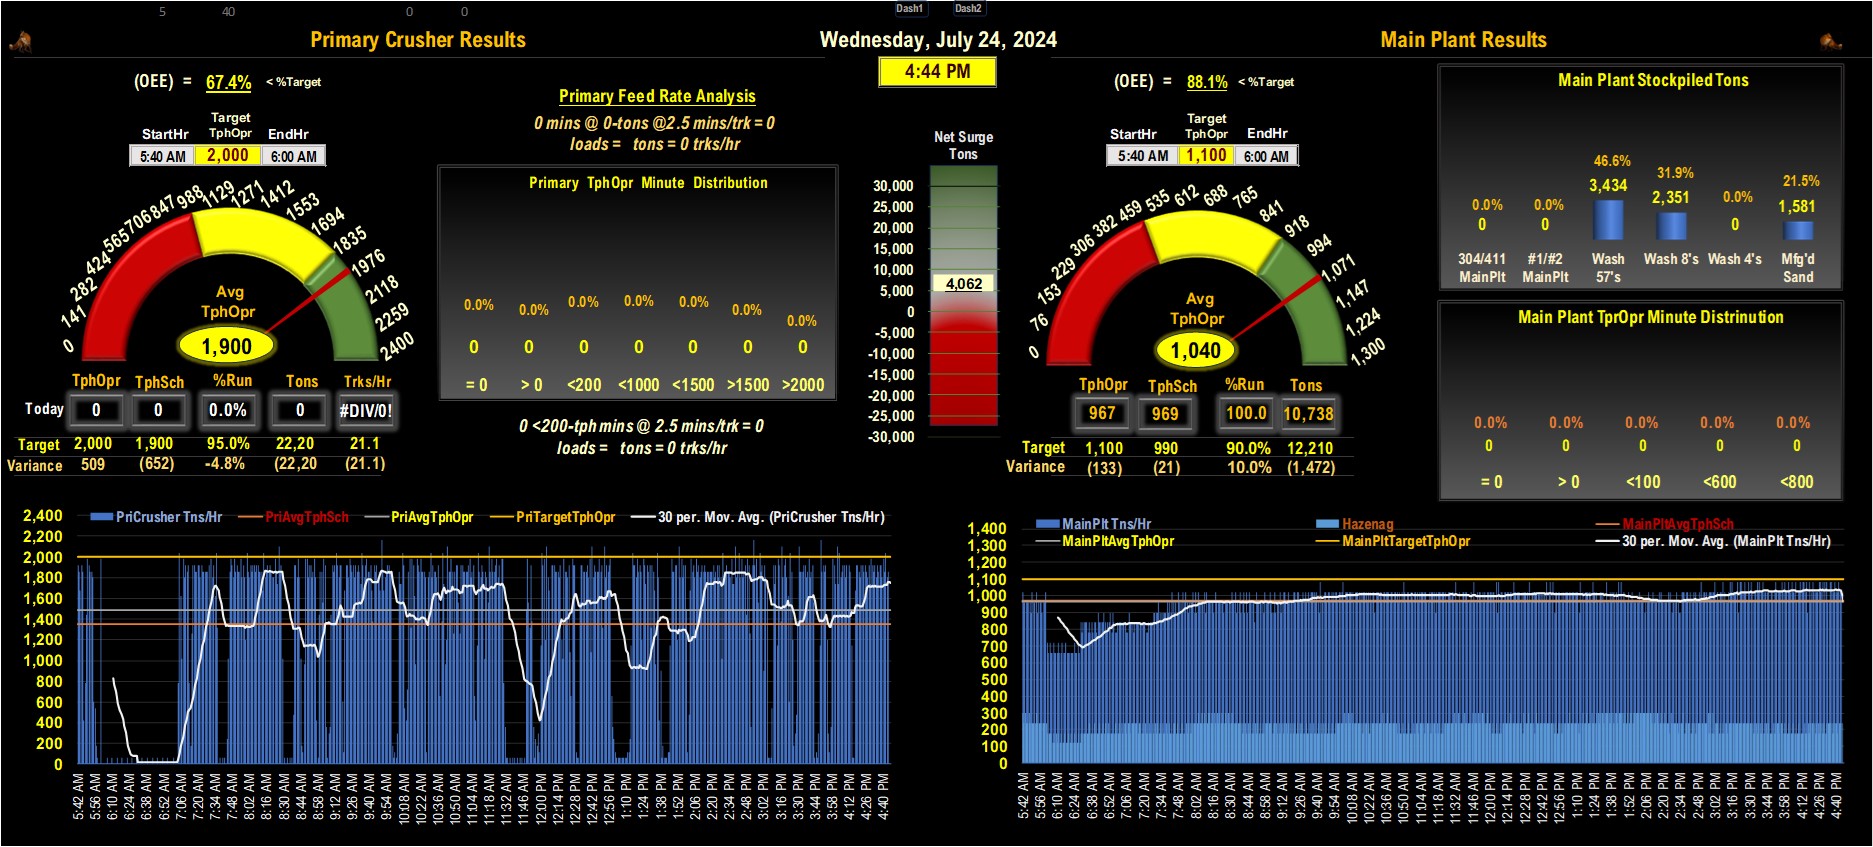 5 40 0 0 Dash1 Dash2
Primary Crusher Results
Wednesday, July 24, 2024
Main Plant Results
4:44 PM
(OEE) = 67.4% < %Target
Target
StartHr TphOpr EndHr
5:40 AM 2,000 6:00 AM
0 141 282 424 565 706 847 988 1129 1271 1412 1553 1694 1835 1976 2118 2259 2400
Avg
TphOpr
1,900
TphOpr TphSch %Run Tons Trks/Hr
Today 0 0 0.0% 0 #DIV/0!
Target 2,000 1,900 95.0% 22,20 21.1
Variance 509 (652) -4.8% (22,20 (21.1)
Primary Feed Rate Analysis
0 mins @ 0-tons @2.5 mins/trk = 0
loads = tons = 0 trks/hr
Primary TphOpr Minute Distribution
0.0% 0.0% 0.0% 0.0% 0.0% 0.0% 0.0%
0 0 0 0 0 0 0
= 0 > 0 <200 <1000 <1500 >1500 >2000
0 <200-tph mins @ 2.5 mins/trk = 0
loads = tons = 0 trks/hr
Net Surge
Tons
30,000
25,000
20,000
15,000
10,000
4,062
5,000
0
-5,000
-10,000
-15,000
-20,000
-25,000
-30,000
(OEE) = 88.1% < %Target
Target
StartHr TphOpr EndHr
5:40 AM 1,100 6:00 AM
0 76 153 229 306 382 459 535 612 688 765 841 918 994 1,071 1,147 1,224 1,300
Avg
TphOpr
1,040
TphOpr TphSch %Run Tons
967 969 100.0 10,738
Target 1,100 990 90.0% 12,210
Variance (133) (21) 10.0% (1,472)
Main Plant Stockpiled Tons
0.0% 0.0% 46.6% 31.9% 0.0% 21.5%
0 0 3,434 2,351 0 1,581
304/411 #1/#2 Wash Wash 8's Wash 4's Mfg'd
MainPlt MainPlt 57's Sand
Main Plant TprOpr Minute Distrinution
0.0% 0.0% 0.0% 0.0% 0.0%
0 0 0 0 0
= 0 > 0 <100 <600 <800
PriCrusher Tns/Hr PriAvgTphSch PriAvgTphOpr PriTargetTphOpr 30 per. Mov. Avg. (PriCrusher Tns/Hr)
2,400
2,200
2,000
1,800
1,600
1,400
1,200
1,000
800
600
400
200
0
5:42 AM 5:56 AM 6:10 AM 6:24 AM 6:38 AM 6:52 AM 7:06 AM 7:20 AM 7:34 AM 7:48 AM 8:02 AM 8:16 AM 8:30 AM 8:44 AM 8:58 AM 9:12 AM 9:26 AM 9:40 AM 9:54 AM 10:08 AM 10:22 AM 10:36 AM 10:50 AM 11:04 AM 11:18 AM 11:32 AM 11:46 AM 12:00 PM 12:14 PM 12:28 PM 12:42 PM 12:56 PM 1:10 PM 1:24 PM 1:38 PM 1:52 PM 2:06 PM 2:20 PM 2:34 PM 2:48 PM 3:02 PM 3:16 PM 3:30 PM 3:44 PM 3:58 PM 4:12 PM 4:26 PM 4:40 PM
MainPlt Tns/Hr Hazenag MainPltAvgTphSch
MainPltAvgTphOpr MainPltTargetTphOpr 30 per. Mov. Avg. (MainPlt Tns/Hr)
1,400
1,300
1,200
1,100
1,000
900
800
700
600
500
400
300
200
100
0
5:42 AM 5:56 AM 6:10 AM 6:24 AM 6:38 AM 6:52 AM 7:06 AM 7:20 AM 7:34 AM 7:48 AM 8:02 AM 8:16 AM 8:30 AM 8:44 AM 8:58 AM 9:12 AM 9:26 AM 9:40 AM 9:54 AM 10:08 AM 10:22 AM 10:36 AM 10:50 AM 11:04 AM 11:18 AM 11:32 AM 11:46 AM 12:00 PM 12:14 PM 12:28 PM 12:42 PM 12:56 PM 1:10 PM 1:24 PM 1:38 PM 1:52 PM 2:06 PM 2:20 PM 2:34 PM 2:48 PM 3:02 PM 3:16 PM 3:30 PM 3:44 PM 3:58 PM 4:12 PM 4:26 PM 4:40 PM